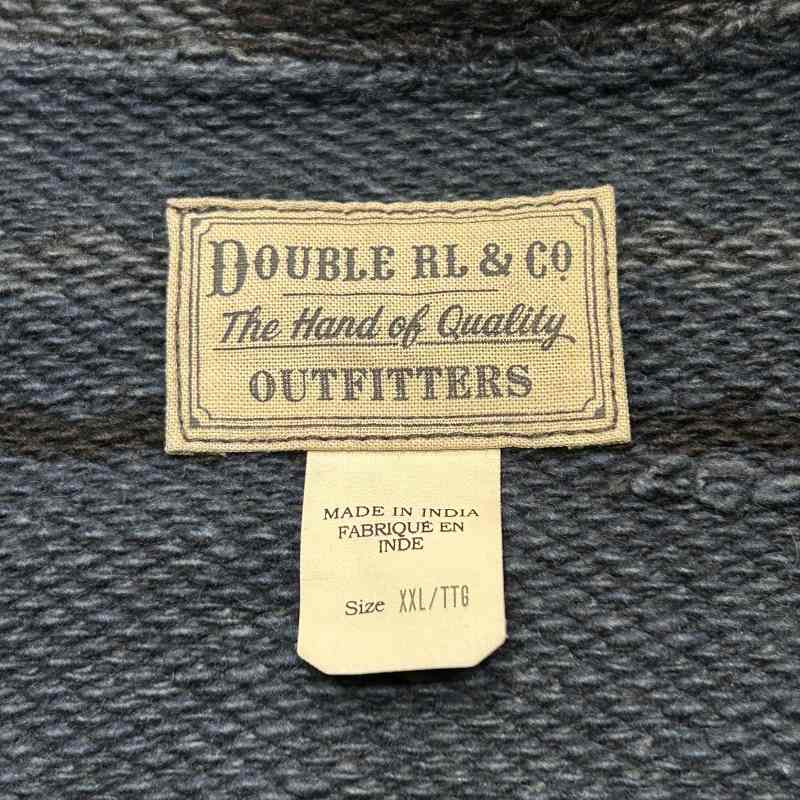 DOUBLE RL & CO
The Hand of Quality
OUTFITTERS
MADE IN INDIA
FABRIQUÉ EN
INDE
Size XXL/TTG